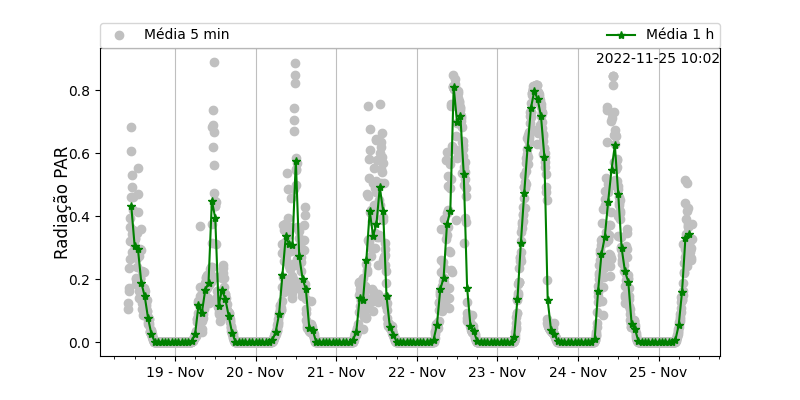 Média 5 min
Média 1 h
2022-11-25 10:02
Radiação PAR
0.8
0.6
0.4
0.2
0.0
19 - Nov
20 - Nov
21 - Nov
22 - Nov
23 - Nov
24 - Nov
25 - Nov